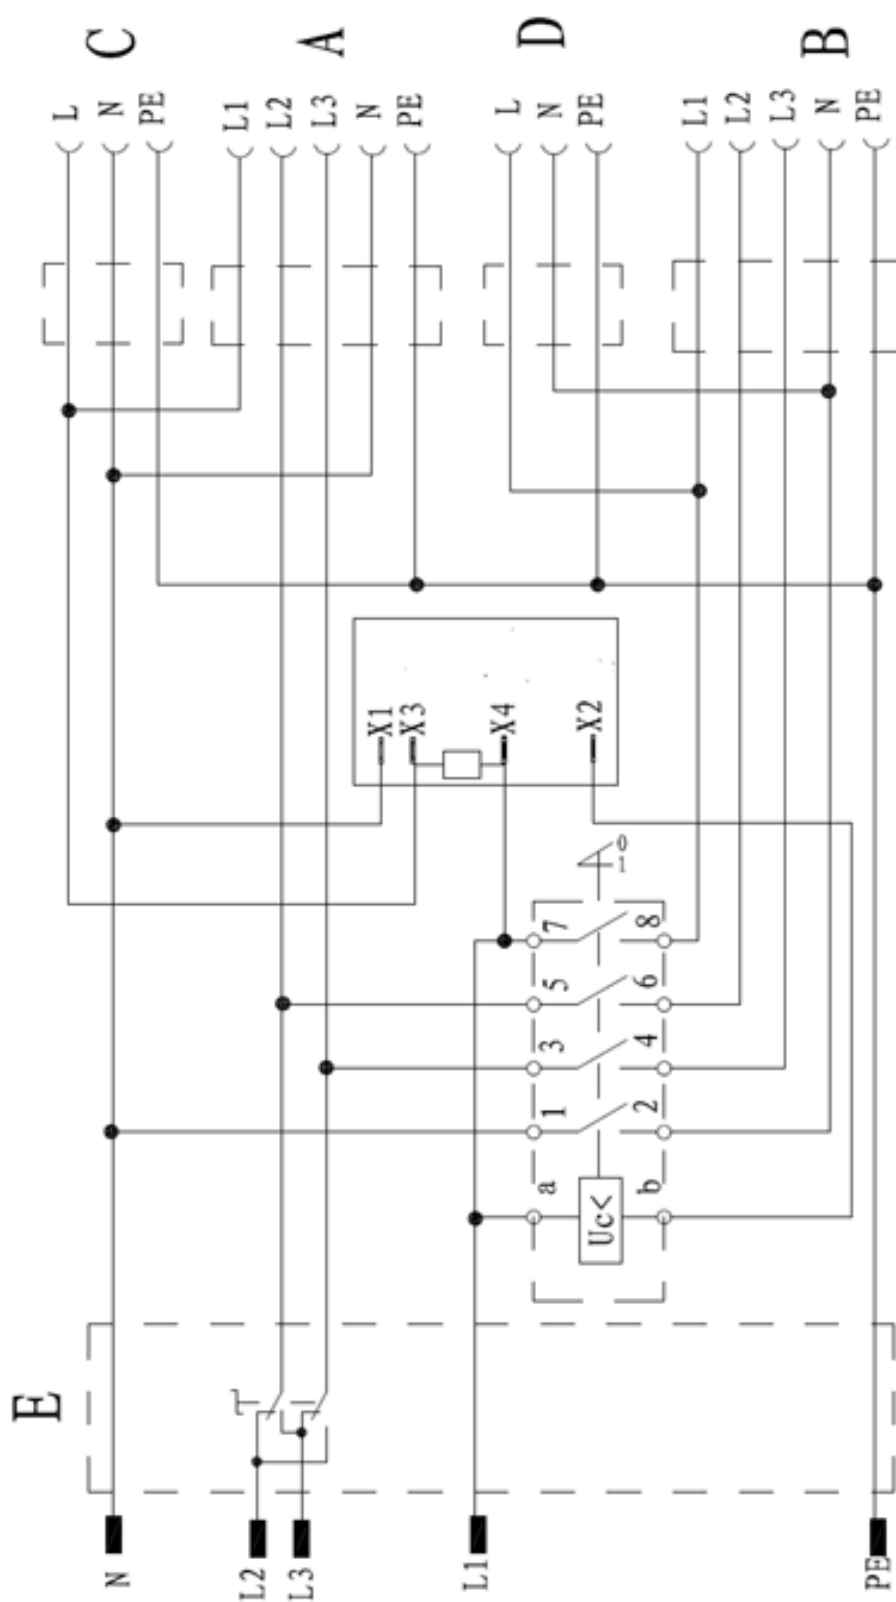 C A D B
L N PE L1 L2 L3 N PE L N PE L1 L2 L3 N PE
X1 X3 X4 X2
0
1
7 8
5 6
3 4
1 2
a b
Uc<
E
N L2 L3 L1 PE